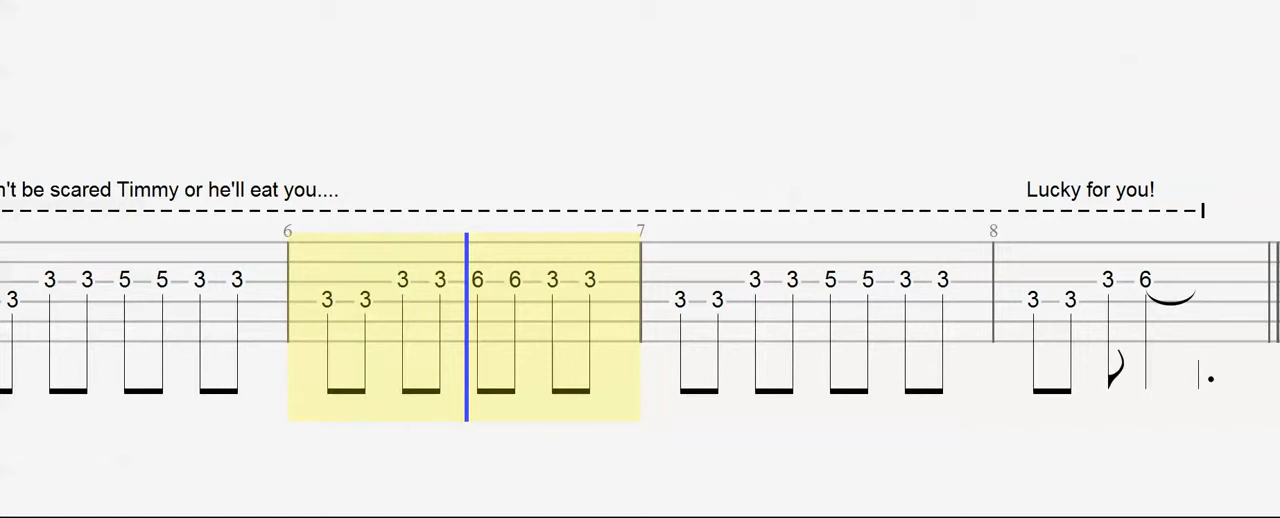 n't be scared Timmy or he'll eat you.... Lucky for you!
6 7 8
3 3 5 5 3 3 3 3 6 6 3 3 3 3 5 5 3 3 3 6
3 3 3 3 3 3 3